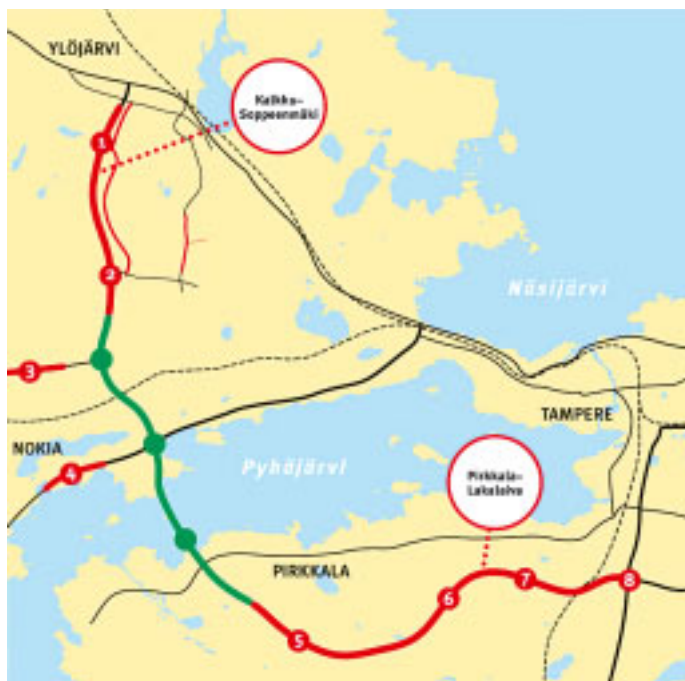 YLÖJÄRVI
Kalkku–
Soppeenmäki
1
2
Näsijärvi
3
TAMPERE
NOKIA
4
Pyhäjärvi
Pirkkala–
Lakalaiva
PIRKKALA
5
6
7
8